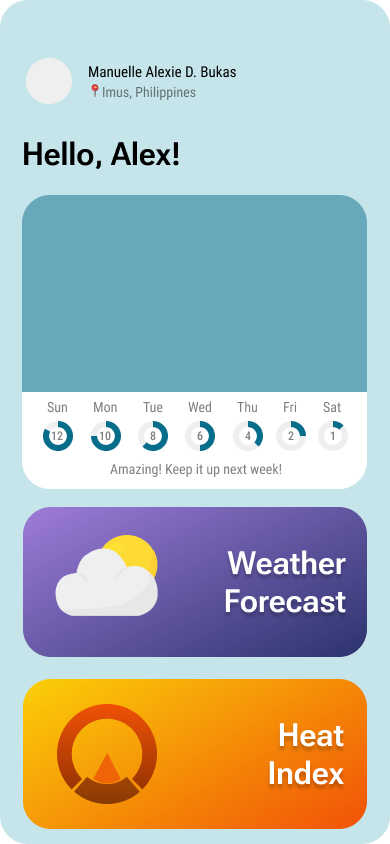 Manuelle Alexie D. Bukas
📍Imus, Philippines
Hello, Alex!
Sun Mon Tue Wed Thu Fri Sat
12 10 8 6 4 2 1
Amazing! Keep it up next week!
Weather
Forecast
Heat
Index